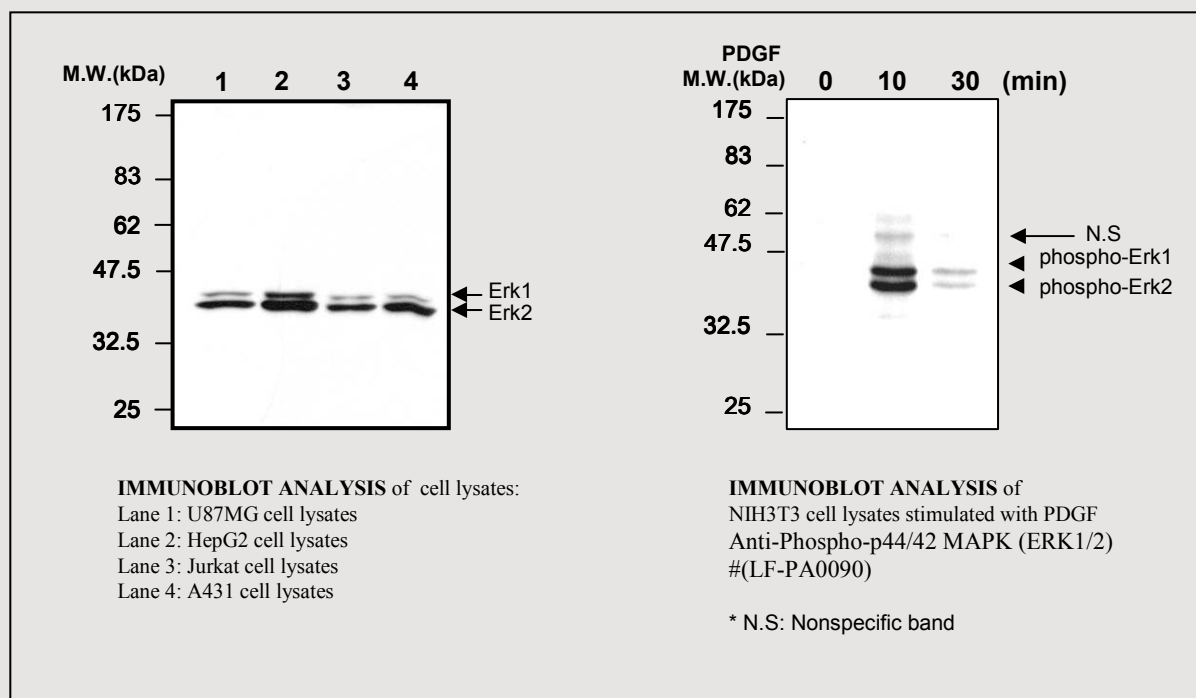 M.W.(kDa) 1 2 3 4
175
83
62
47.5
32.5
25
Erk1
Erk2
IMMUNOBLOT ANALYSIS of cell lysates:
Lane 1: U87MG cell lysates
Lane 2: HepG2 cell lysates
Lane 3: Jurkat cell lysates
Lane 4: A431 cell lysates
PDGF
M.W.(kDa) 0 10 30 (min)
175
83
62
47.5
32.5
25
N.S
phospho-Erk1
phospho-Erk2
IMMUNOBLOT ANALYSIS of
NIH3T3 cell lysates stimulated with PDGF
Anti-Phospho-p44/42 MAPK (ERK1/2)
#(LF-PA0090)
* N.S: Nonspecific band